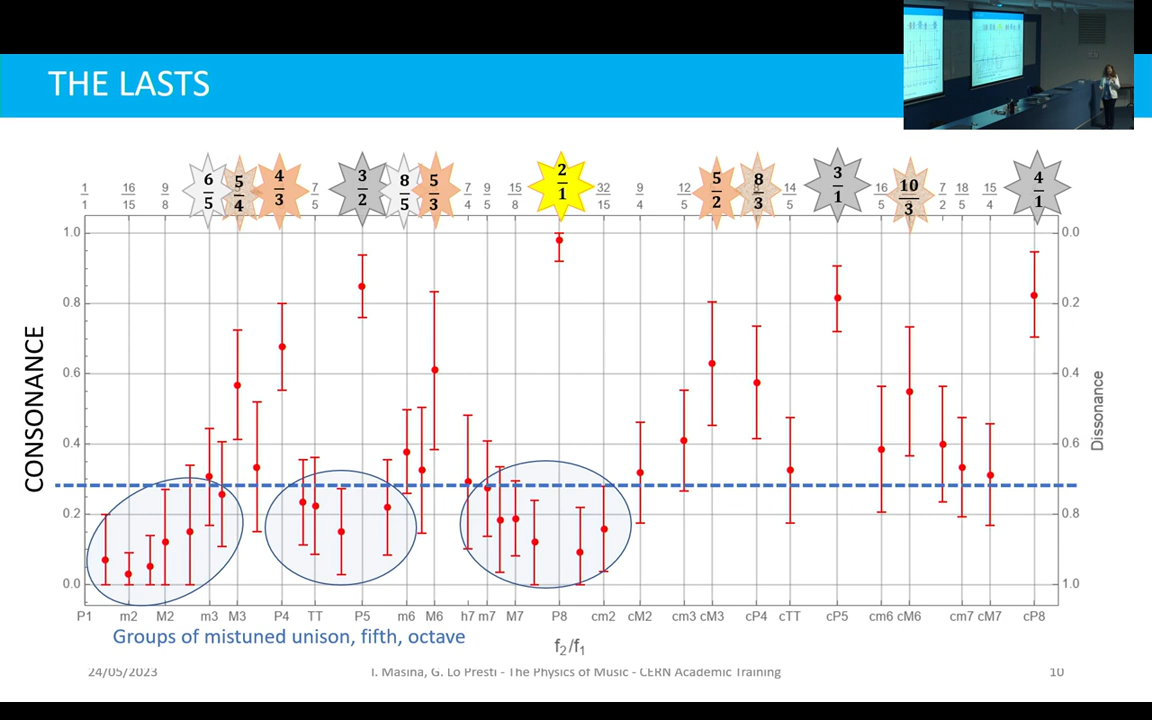 THE LASTS
1/1 16/15 9/8 6/5 5/4 4/3 7/5 3/2 8/5 5/3 7/4 9/5 15/8 2/1 32/15 9/4 12/5 5/2 8/3 14/5 3/1 16/5 10/3 7/2 18/5 15/4 4/1
1.0 0.0
0.8 0.2
0.6 0.4
0.4 0.6
0.2 0.8
0.0 1.0
CONSONANCE
Dissonance
P1 m2 M2 m3 M3 P4 TT P5 m6 M6 h7 m7 M7 P8 cm2 cM2 cm3 cM3 cP4 cTT cP5 cm6 cM6 cm7 cM7 cP8
Groups of mistuned unison, fifth, octave
f2/f1
24/05/2023 I. Masina, G. Lo Presti - The Physics of Music - CERN Academic Training 10